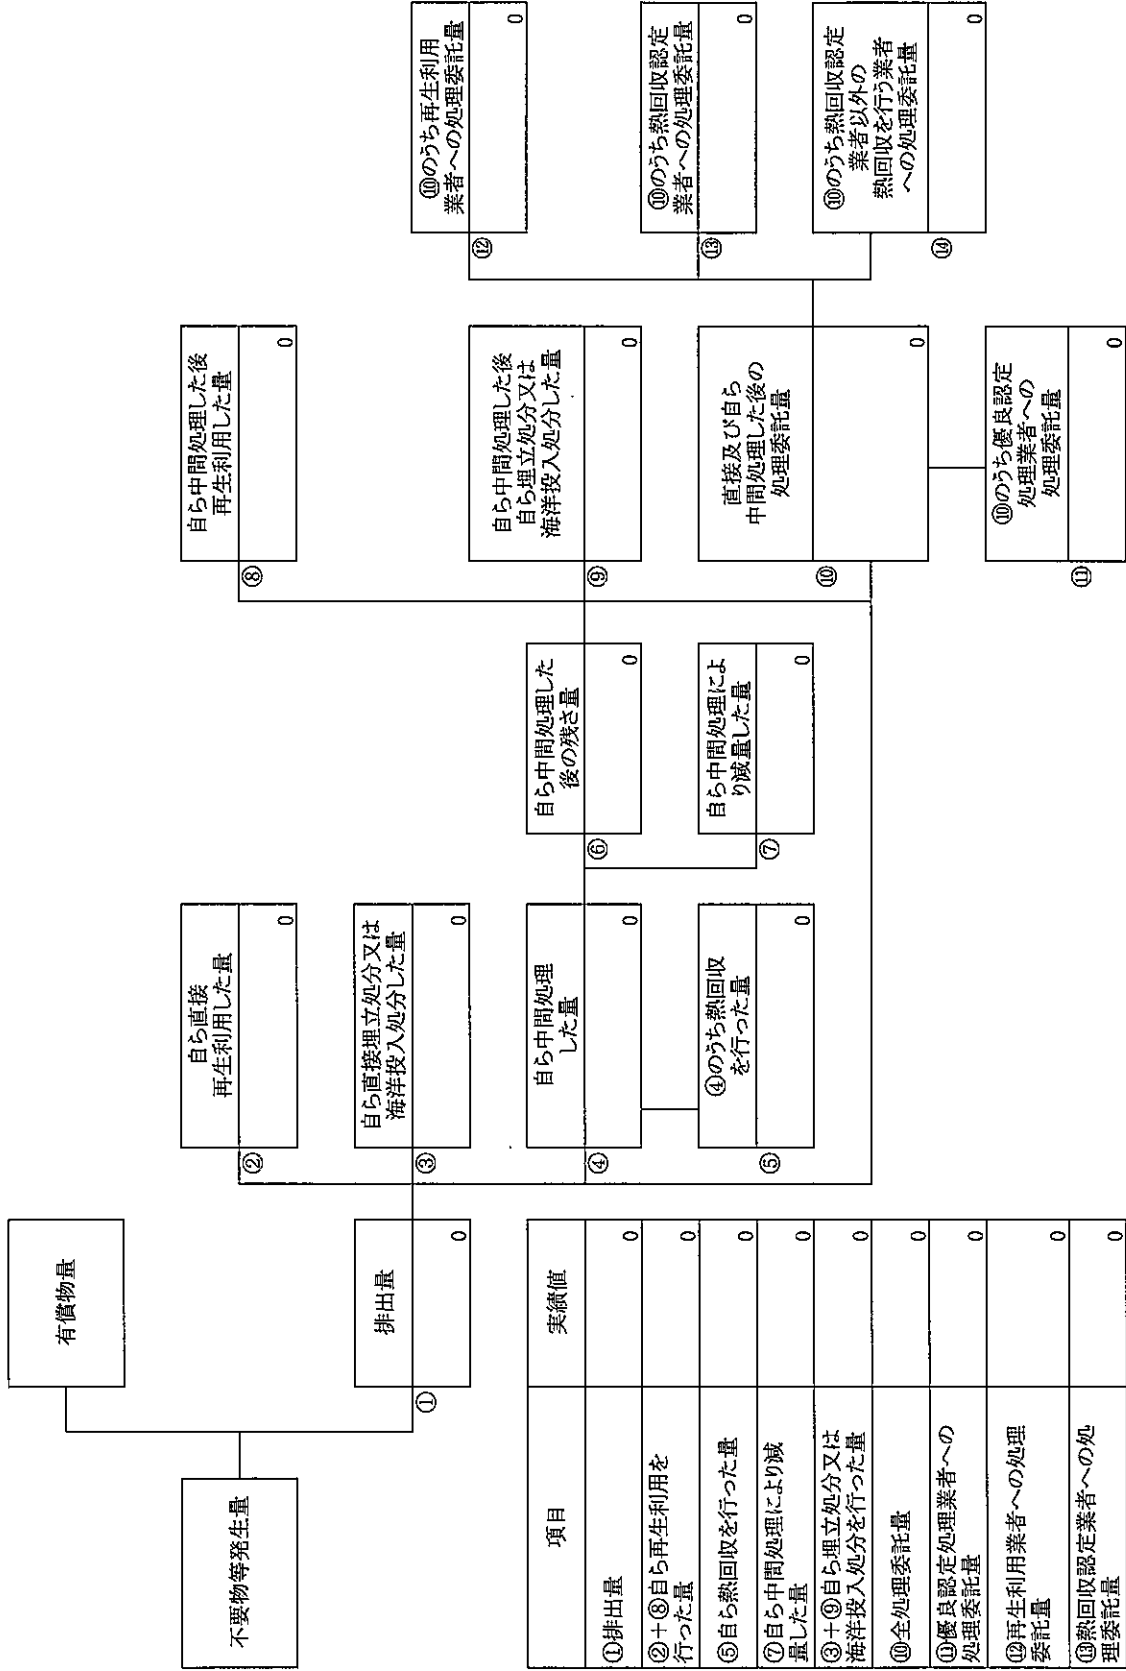 不要物等発生量
有償物量
排出量
①
0
自ら直接
再生利用した量
②
0
自ら直接埋立処分又は
海洋投入処分した量
③
0
自ら中間処理
した量
④
0
④のうち熱回収
を行った量
⑤
0
自ら中間処理した
後の残さ量
⑥
0
自ら中間処理によ
り減量した量
⑦
0
自ら中間処理した後
再生利用した量
⑧
0
自ら中間処理した後
自ら埋立処分又は
海洋投入処分した量
⑨
0
直接及び自ら
中間処理した後の
処理委託量
⑩
0
⑩のうち優良認定
処理業者への
処理委託量
⑪
0
⑩のうち再生利用
業者への処理委託量
⑫
0
⑩のうち熱回収認定
業者への処理委託量
⑬
0
⑩のうち熱回収認定
業者以外の
熱回収を行う業者
への処理委託量
⑭
0
項目 実績値
①排出量 0
②+⑧自ら再生利用を
行った量 0
⑤自ら熱回収を行った量 0
⑦自ら中間処理により減
量した量 0
③+⑨自ら埋立処分又は
海洋投入処分を行った量 0
⑩全処理委託量 0
⑪優良認定処理業者への
処理委託量 0
⑫再生利用業者への処理
委託量 0
⑬熱回収認定業者への処
理委託量 0